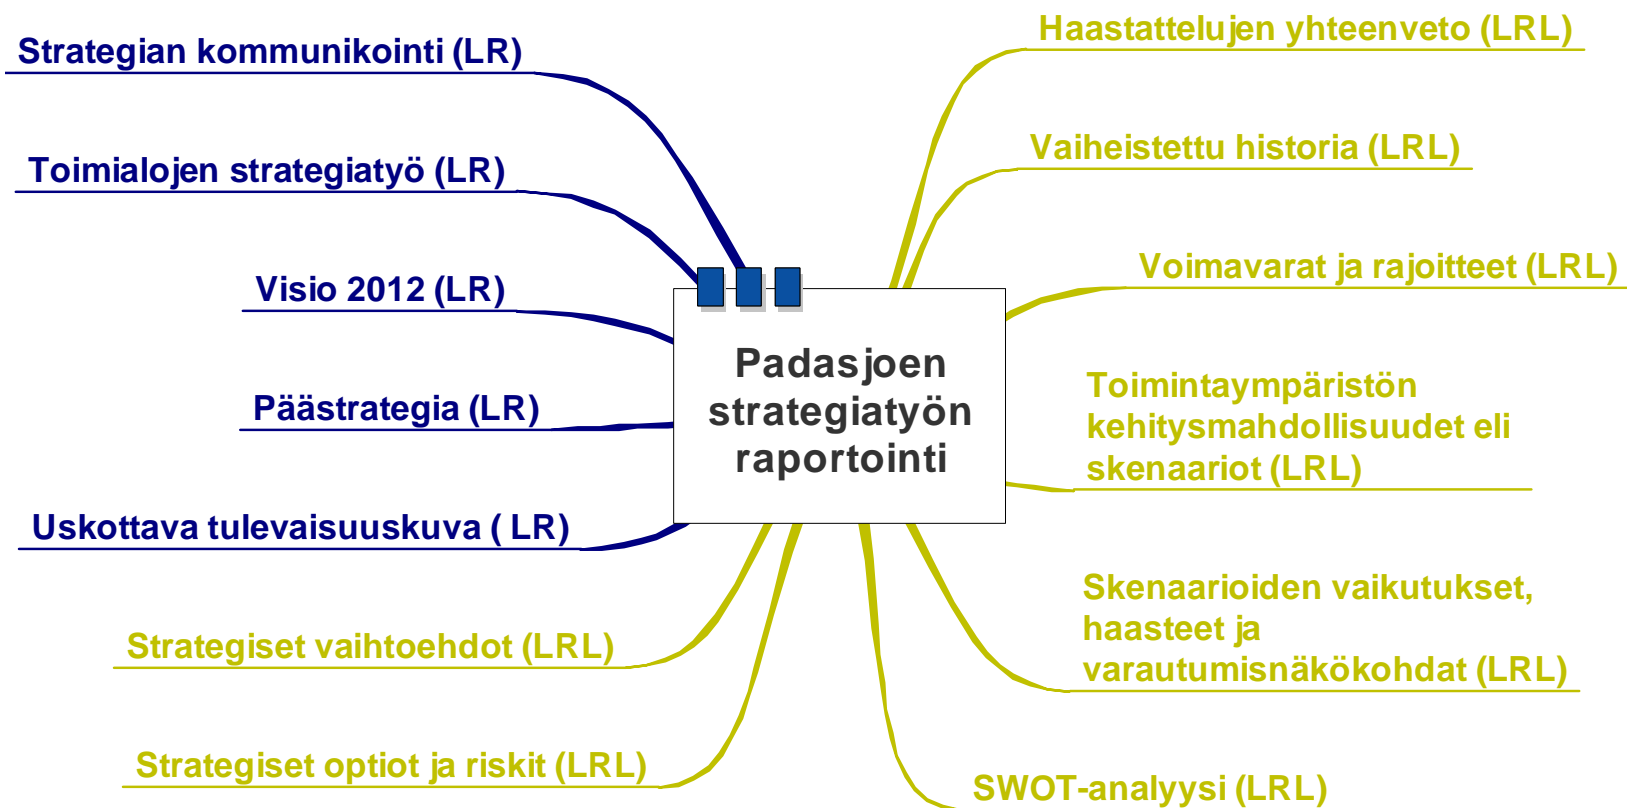 Strategian kommunikointi (LR)
Toimialojen strategiatyö (LR)
Visio 2012 (LR)
Päästrategia (LR)
Uskottava tulevaisuuskuva ( LR)
Strategiset vaihtoehdot (LRL)
Strategiset optiot ja riskit (LRL)
Padasjoen
strategiatyön
raportointi
Haastattelujen yhteenveto (LRL)
Vaiheistettu historia (LRL)
Voimavarat ja rajoitteet (LRL)
Toimintaympäristön
kehitysmahdollisuudet eli
skenaariot (LRL)
Skenaarioiden vaikutukset,
haasteet ja
varautumisnäkökohdat (LRL)
SWOT-analyysi (LRL)